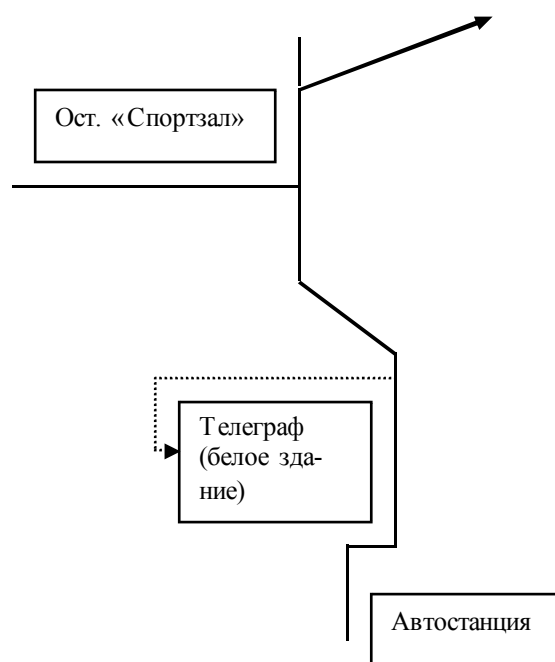 Ост. «Спортзал»
Телеграф
(белое зда-
ние)
Автостанция